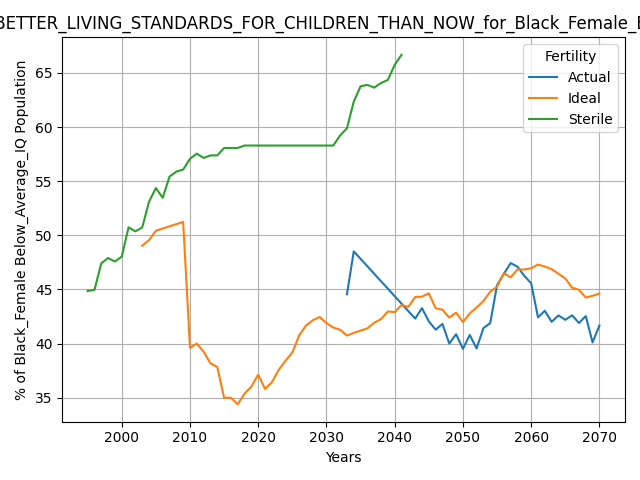 BETTER_LIVING_STANDARDS_FOR_CHILDREN_THAN_NOW_for_Black_Female_
% of Black_Female Below_Average_IQ Population
65
60
55
50
45
40
35
Fertility
Actual
Ideal
Sterile
2000 2010 2020 2030 2040 2050 2060 2070
Years